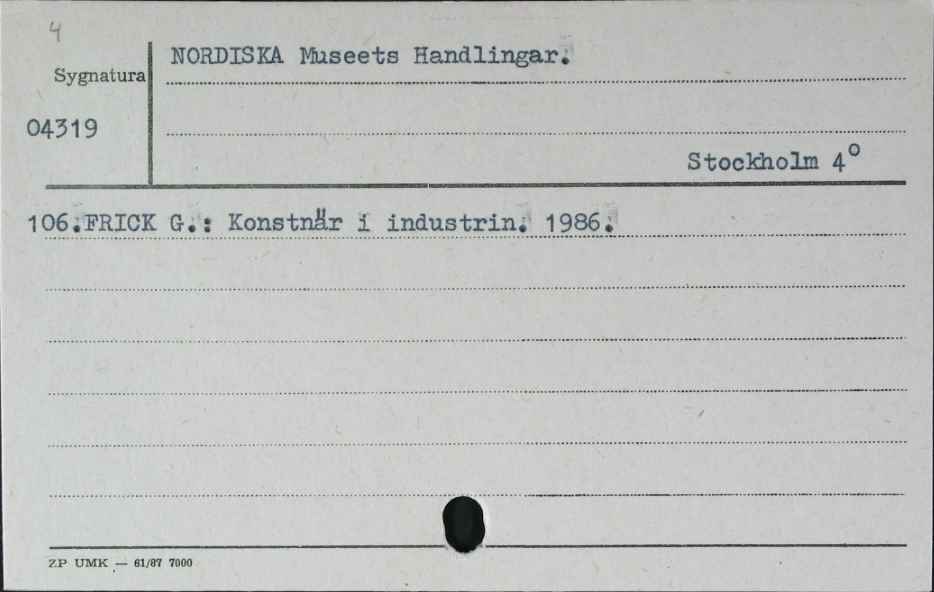 4
NORDISKA Museets Handlingar.
Sygnatura
04319
Stockholm 4°
106.FRICK G.: Konstnär i industrin. 1986.
ZP UMK — 61/87 7000